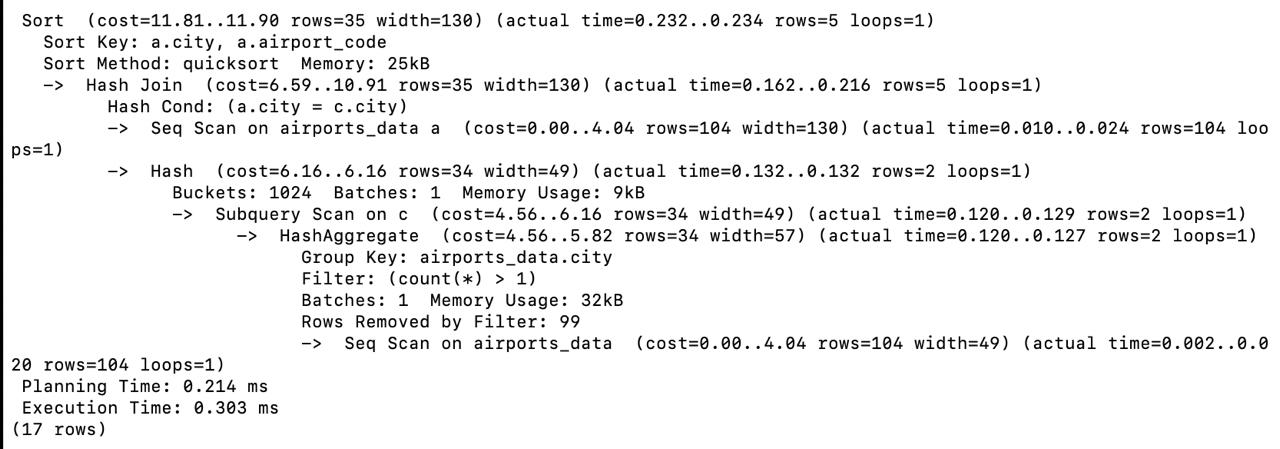 Sort  (cost=11.81..11.90 rows=35 width=130) (actual time=0.232..0.234 rows=5 loops=1)
   Sort Key: a.city, a.airport_code
   Sort Method: quicksort  Memory: 25kB
   ->  Hash Join  (cost=6.59..10.91 rows=35 width=130) (actual time=0.162..0.216 rows=5 loops=1)
         Hash Cond: (a.city = c.city)
         ->  Seq Scan on airports_data a  (cost=0.00..4.04 rows=104 width=130) (actual time=0.010..0.024 rows=104 loo
ps=1)
         ->  Hash  (cost=6.16..6.16 rows=34 width=49) (actual time=0.132..0.132 rows=2 loops=1)
               Buckets: 1024  Batches: 1  Memory Usage: 9kB
               ->  Subquery Scan on c  (cost=4.56..6.16 rows=34 width=49) (actual time=0.120..0.129 rows=2 loops=1)
                     ->  HashAggregate  (cost=4.56..5.82 rows=34 width=57) (actual time=0.120..0.127 rows=2 loops=1)
                           Group Key: airports_data.city
                           Filter: (count(*) > 1)
                           Batches: 1  Memory Usage: 32kB
                           Rows Removed by Filter: 99
                           ->  Seq Scan on airports_data  (cost=0.00..4.04 rows=104 width=49) (actual time=0.002..0.0
20 rows=104 loops=1)
 Planning Time: 0.214 ms
 Execution Time: 0.303 ms
(17 rows)